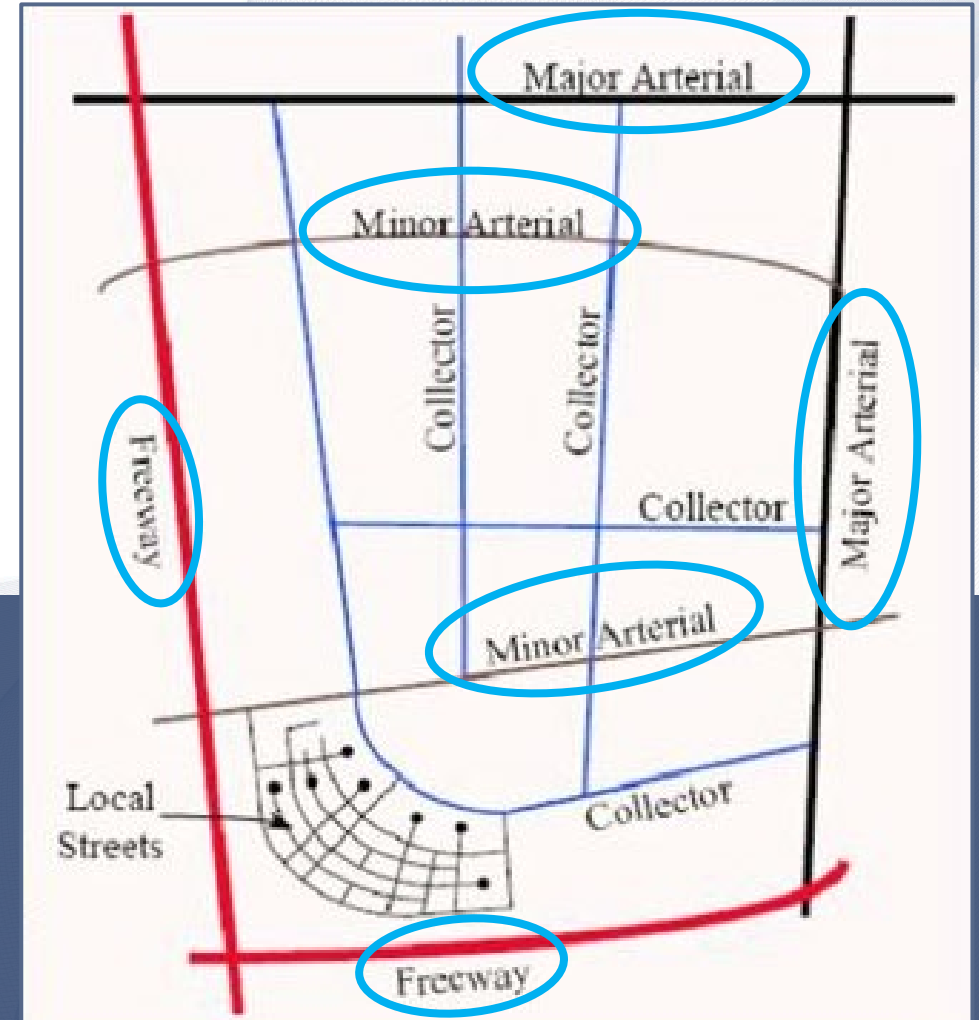 Major Arterial
Minor Arterial
Collector
Collector
Major Arterial
Freeway
Collector
Minor Arterial
Local
Streets
Collector
Freeway